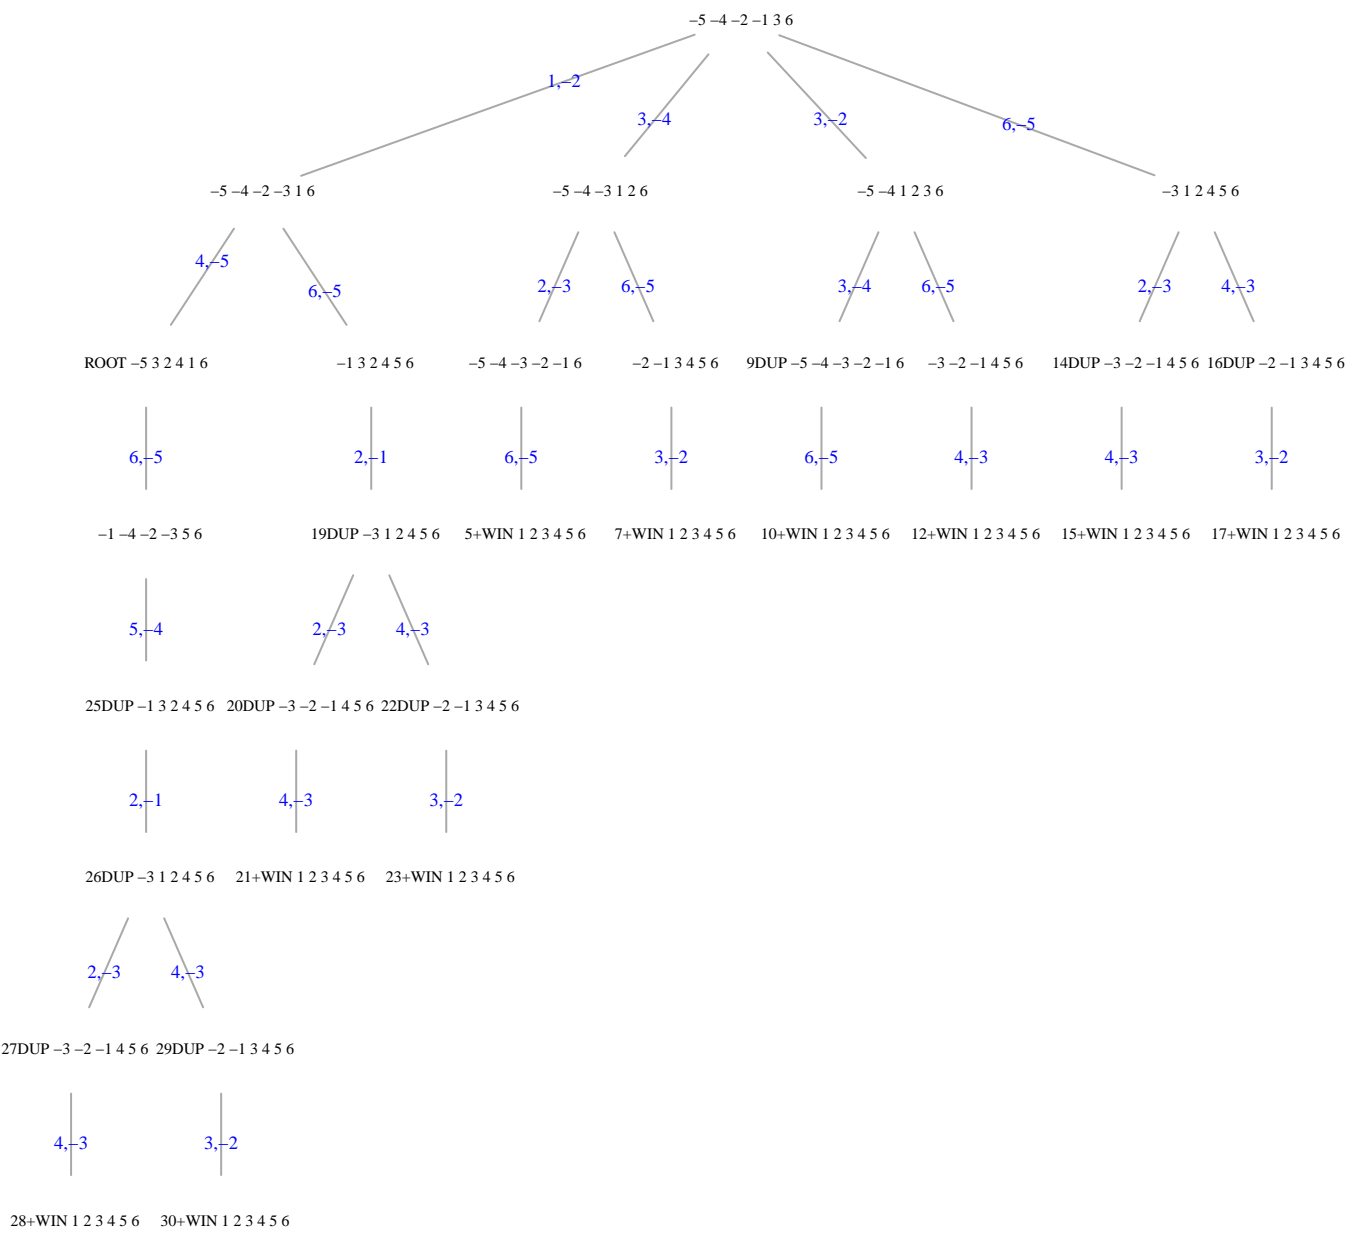 −5 −4 −2 −1 3 6
1,−2
3,−4
3,−2
6,−5
−5 −4 −2 −3 1 6
−5 −4 −3 1 2 6
−5 −4 1 2 3 6
−3 1 2 4 5 6
4,−5
6,−5
2,−3
6,−5
3,−4
6,−5
2,−3
4,−3
ROOT −5 3 2 4 1 6
−1 3 2 4 5 6
−5 −4 −3 −2 −1 6
−2 −1 3 4 5 6
9DUP −5 −4 −3 −2 −1 6
−3 −2 −1 4 5 6
14DUP −3 −2 −1 4 5 6
16DUP −2 −1 3 4 5 6
6,−5
2,−1
6,−5
3,−2
6,−5
4,−3
4,−3
3,−2
−1 −4 −2 −3 5 6
19DUP −3 1 2 4 5 6
5+WIN 1 2 3 4 5 6
7+WIN 1 2 3 4 5 6
10+WIN 1 2 3 4 5 6
12+WIN 1 2 3 4 5 6
15+WIN 1 2 3 4 5 6
17+WIN 1 2 3 4 5 6
5,−4
2,−3
4,−3
25DUP −1 3 2 4 5 6
20DUP −3 −2 −1 4 5 6
22DUP −2 −1 3 4 5 6
2,−1
4,−3
3,−2
26DUP −3 1 2 4 5 6
21+WIN 1 2 3 4 5 6
23+WIN 1 2 3 4 5 6
2,−3
4,−3
27DUP −3 −2 −1 4 5 6
29DUP −2 −1 3 4 5 6
4,−3
3,−2
28+WIN 1 2 3 4 5 6
30+WIN 1 2 3 4 5 6